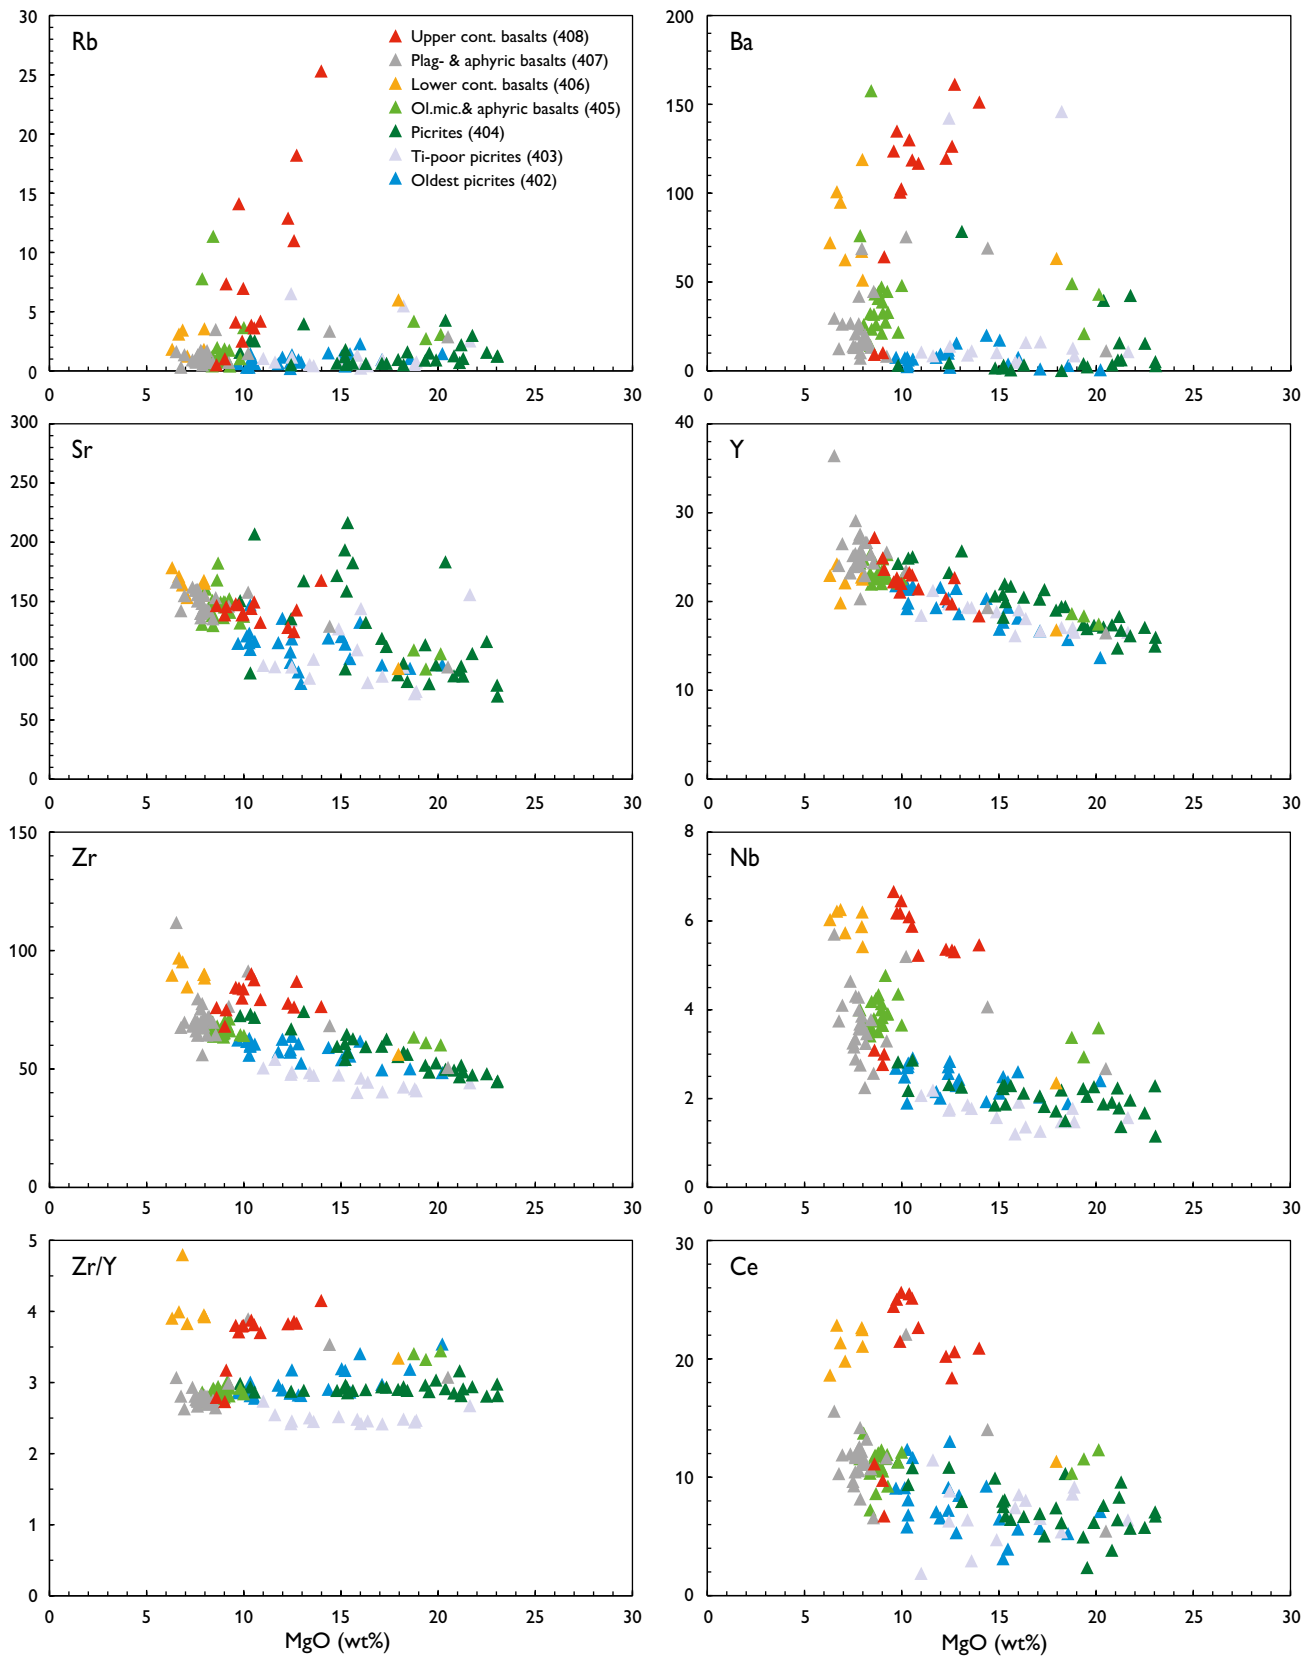 Rb
30
25
20
15
10
5
0
0 5 10 15 20 25 30
Upper cont. basalts (408)
Plag- & aphyric basalts (407)
Lower cont. basalts (406)
Ol.mic.& aphyric basalts (405)
Picrites (404)
Ti-poor picrites (403)
Oldest picrites (402)
Ba
200
150
100
50
0
0 5 10 15 20 25 30
Sr
300
250
200
150
100
50
0
0 5 10 15 20 25 30
Y
40
30
20
10
0
0 5 10 15 20 25 30
Zr
150
100
50
0
0 5 10 15 20 25 30
Nb
8
6
4
2
0
0 5 10 15 20 25 30
Zr/Y
5
4
3
2
1
0
0 5 10 15 20 25 30
MgO (wt%)
Ce
30
20
10
0
0 5 10 15 20 25 30
MgO (wt%)